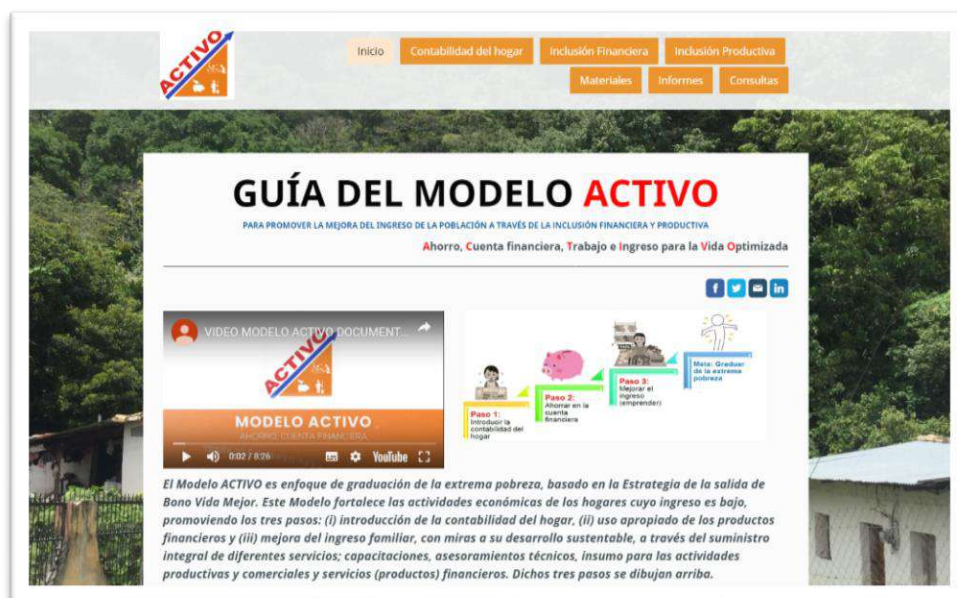 ACTIVO
Inicio
Contabilidad del hogar
Inclusión Financiera
Inclusión Productiva
Materiales
Informes
Consultas
GUÍA DEL MODELO ACTIVO
PARA PROMOVER LA MEJORA DEL INGRESO DE LA POBLACIÓN A TRAVÉS DE LA INCLUSIÓN FINANCIERA Y PRODUCTIVA
Ahorro, Cuenta financiera, Trabajo e Ingreso para la Vida Optimizada
VIDEO MODELO ACTIVO DOCUMENT...
ACTIVO
MODELO ACTIVO
AHORRO, CUENTA FINANCIERA,
0:02 / 8:26
YouTube
Paso 1:
Introducir la
contabilidad del
hogar
Paso 2:
Ahorrar en la
cuenta
financiera
Paso 3:
Mejorar el
ingreso
(emprender)
Meta: Graduar
de la extrema
pobreza
El Modelo ACTIVO es enfoque de graduación de la extrema pobreza, basado en la Estrategia de la salida de
Bono Vida Mejor. Este Modelo fortalece las actividades económicas de los hogares cuyo ingreso es bajo,
promoviendo los tres pasos: (i) introducción de la contabilidad del hogar, (ii) uso apropiado de los productos
financieros y (iii) mejora del ingreso familiar, con miras a su desarrollo sustentable, a través del suministro
integral de diferentes servicios; capacitaciones, asesoramientos técnicos, insumo para las actividades
productivas y comerciales y servicios (productos) financieros. Dichos tres pasos se dibujan arriba.